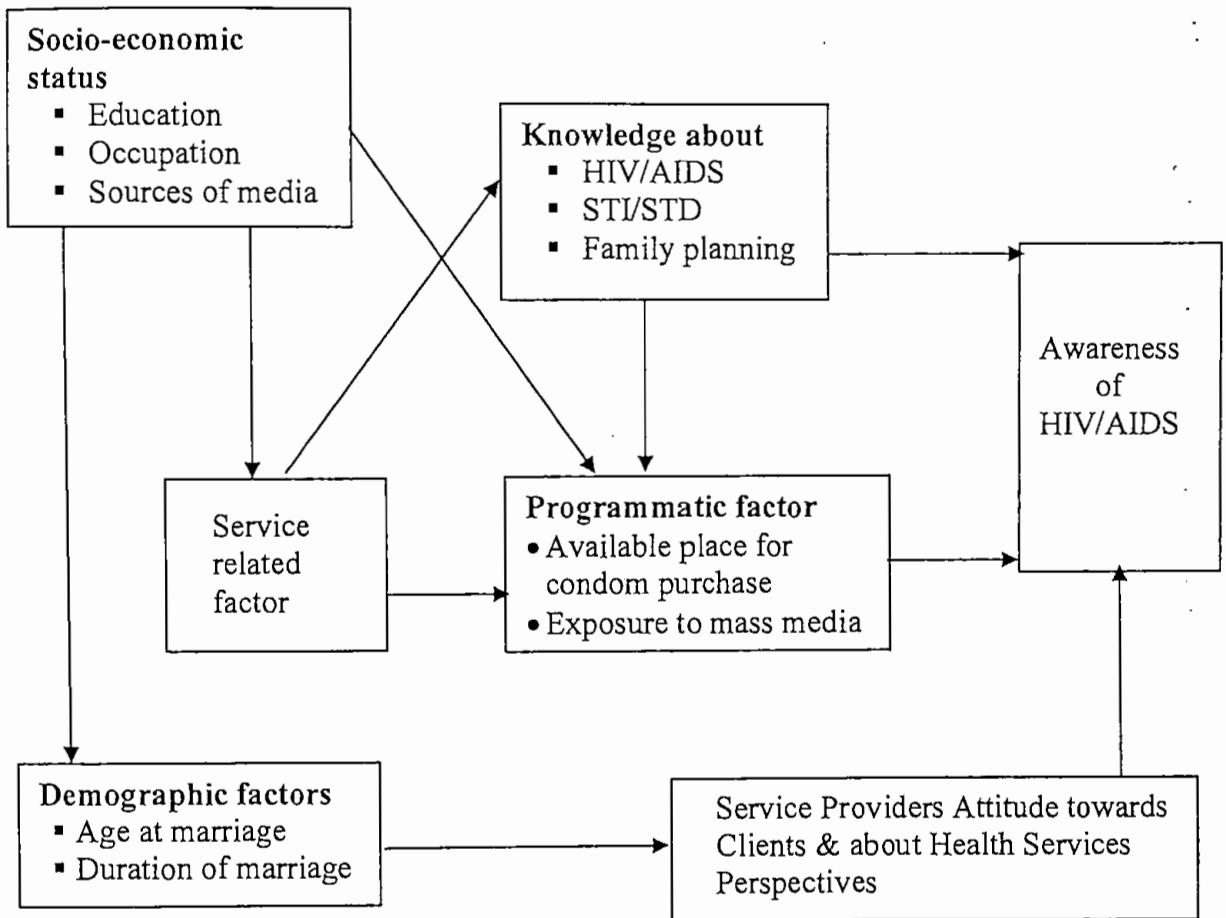 Socio-economic
status
▪ Education
▪ Occupation
▪ Sources of media
Knowledge about
▪ HIV/AIDS
▪ STI/STD
▪ Family planning
Awareness
of
HIV/AIDS
Service
related
factor
Programmatic factor
• Available place for
condom purchase
• Exposure to mass media
Demographic factors
▪ Age at marriage
▪ Duration of marriage
Service Providers Attitude towards
Clients & about Health Services
Perspectives